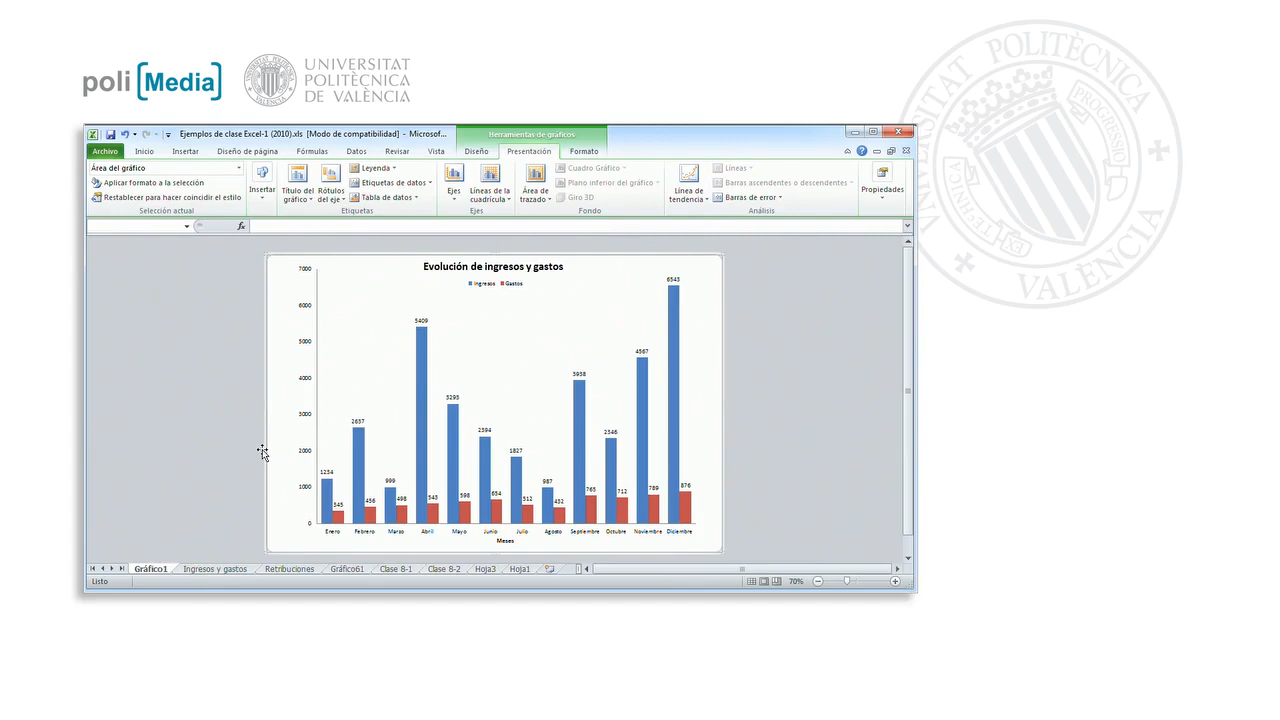 poli[Media]
UNIVERSITAT
POLITÈCNICA
DE VALÈNCIA
Ejemplos de clase Excel-1 (2010).xls [Modo de compatibilidad] - Microsof...
Herramientas de gráficos
Archivo Inicio Insertar Diseño de página Fórmulas Datos Revisar Vista Diseño Presentación Formato
Área del gráfico
Aplicar formato a la selección
Restablecer para hacer coincidir el estilo
Selección actual
Insertar
Título del gráfico
Rótulos del eje
Leyenda
Etiquetas de datos
Tabla de datos
Etiquetas
Ejes
Líneas de la cuadrícula
Ejes
Área de trazado
Cuadro Gráfico
Plano inferior del gráfico
Giro 3D
Fondo
Línea de tendencia
Líneas
Barras ascendentes o descendentes
Barras de error
Análisis
Propiedades
fx
Evolución de ingresos y gastos
Ingresos Gastos
7000
6000
5000
4000
3000
2000
1000
0
1234 345 2637 456 999 498 5409 543 3293 598 2394 654 1827 512 987 432 3938 765 2346 712 4567 789 6543 876
Enero Febrero Marzo Abril Mayo Junio Julio Agosto Septiembre Octubre Noviembre Diciembre
Meses
Gráfico1 Ingresos y gastos Retribuciones Gráfico61 Clase 8-1 Clase 8-2 Hoja3 Hoja1
Listo
70%
UNIVERSITAT POLITÈCNICA VALÈNCIA